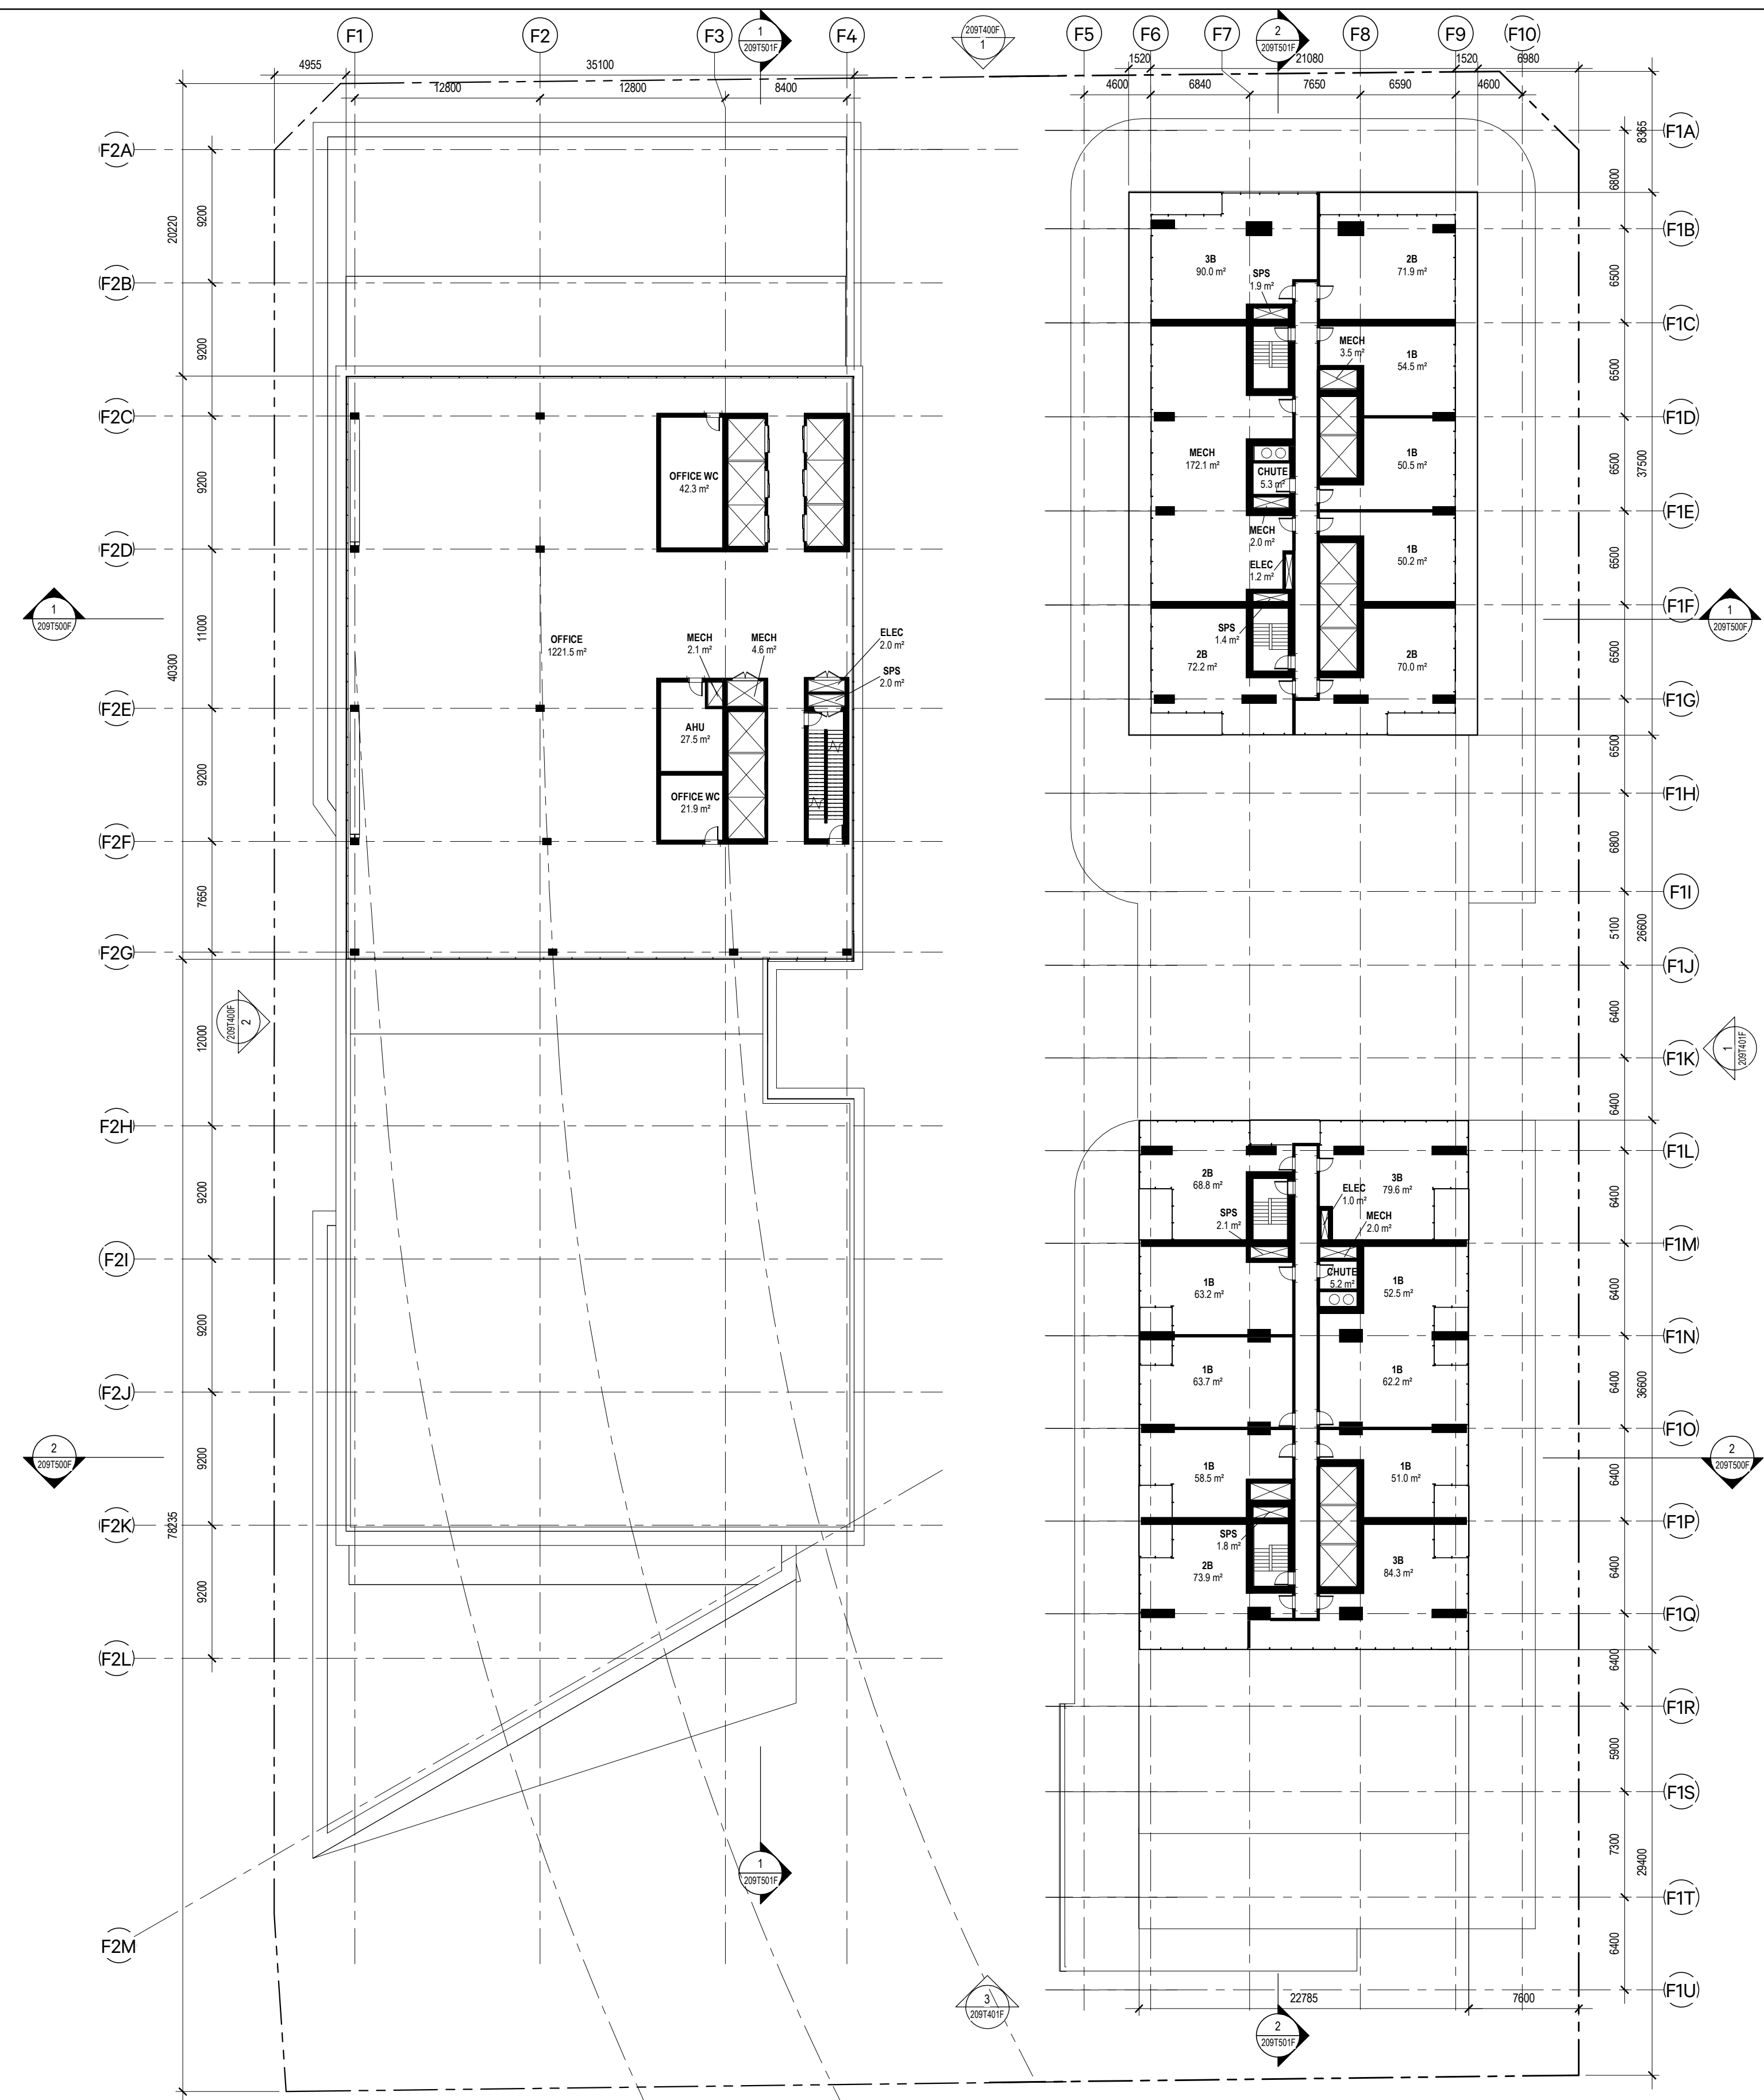 F1
F2
F3
1
209T501F
F4
209T400F
1
F5
F6
F7
2
209T501F
F8
F9
F10
4955
35100
1520
21080
1520
6980
12800
12800
8400
4600
6840
7650
6590
4600
F2A
F2B
F2C
F2D
F2E
F2F
F2G
F2H
F2I
F2J
F2K
F2L
F2M
20220
40300
78235
9200
9200
9200
11000
9200
7650
12000
9200
9200
9200
9200
1
209T500F
2
209T400F
2
209T500F
OFFICE WC
42.3 m²
OFFICE
1221.5 m²
MECH
2.1 m²
MECH
4.6 m²
ELEC
2.0 m²
SPS
2.0 m²
AHU
27.5 m²
OFFICE WC
21.9 m²
1
209T501F
3B
90.0 m²
SPS
1.9 m²
2B
71.9 m²
MECH
3.5 m²
1B
54.5 m²
MECH
172.1 m²
CHUTE
5.3 m²
1B
50.5 m²
MECH
2.0 m²
ELEC
1.2 m²
1B
50.2 m²
SPS
1.4 m²
2B
72.2 m²
2B
70.0 m²
2B
68.8 m²
3B
79.6 m²
ELEC
1.0 m²
SPS
2.1 m²
MECH
2.0 m²
CHUTE
5.2 m²
1B
63.2 m²
1B
52.5 m²
1B
63.7 m²
1B
62.2 m²
1B
58.5 m²
1B
51.0 m²
SPS
1.8 m²
2B
73.9 m²
3B
84.3 m²
F1A
F1B
F1C
F1D
F1E
F1F
F1G
F1H
F1I
F1J
F1K
F1L
F1M
F1N
F1O
F1P
F1Q
F1R
F1S
F1T
F1U
6800
6500
6500
6500
6500
6500
6500
6800
5100
6400
6400
6400
6400
6400
6400
6400
6400
5900
7300
6400
8365
37500
26600
36600
29400
1
209T500F
1
209T401F
2
209T500F
3
209T401F
22785
7600
2
209T501F